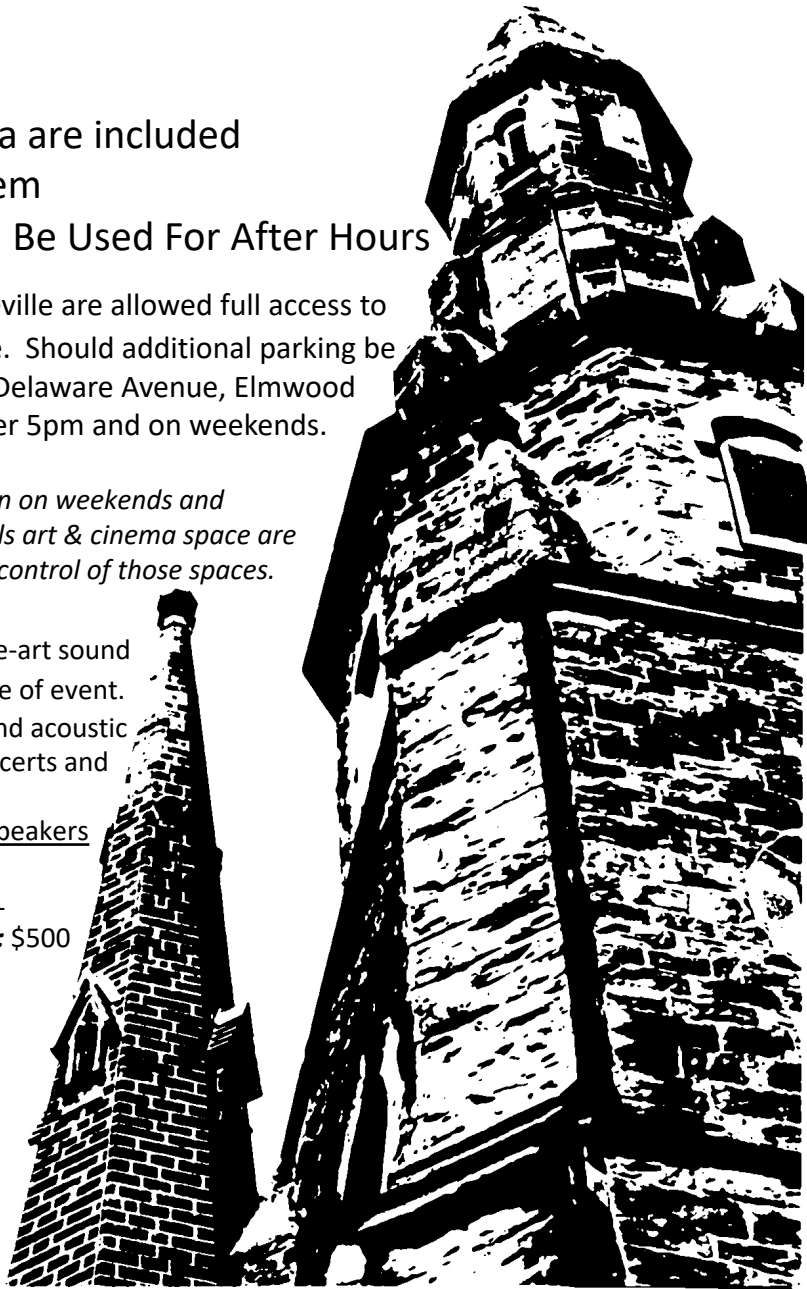 a are included
em
Be Used For After Hours
ville are allowed full access to
e. Should additional parking be
Delaware Avenue, Elmwood
er 5pm and on weekends.
n on weekends and
ls art & cinema space are
control of those spaces.
e-art sound
e of event.
nd acoustic
certs and
peakers
: $500